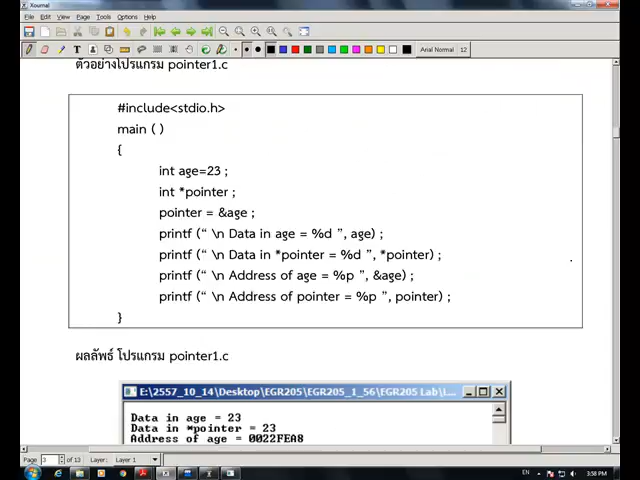 Xournal
File Edit View Page Tools Options Help
Arial Normal 12
ตัวอย่างโปรแกรม pointer1.c
#include<stdio.h>
main ( )
{
int age=23 ;
int *pointer ;
pointer = &age ;
printf (“ \n Data in age = %d ”, age) ;
printf (“ \n Data in *pointer = %d ”, *pointer) ;
printf (“ \n Address of age = %p ”, &age) ;
printf (“ \n Address of pointer = %p ”, pointer) ;
}
ผลลัพธ์ โปรแกรม pointer1.c
E:\2557_10_14\Desktop\EGR205\EGR205_1_56\EGR205 Lab\I...
Data in age = 23
Data in *pointer = 23
Address of age = 0022FEA8
Page 3 of 13 Layer: Layer 1
EN 3:58 PM